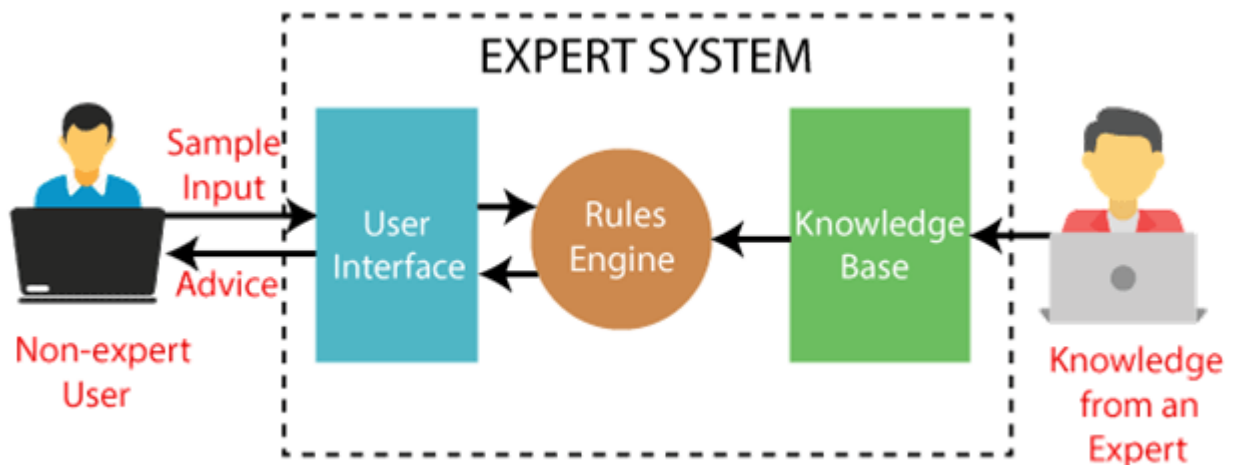 EXPERT SYSTEM
Sample
Input
Advice
Non-expert
User
User
Interface
Rules
Engine
Knowledge
Base
Knowledge
from an
Expert